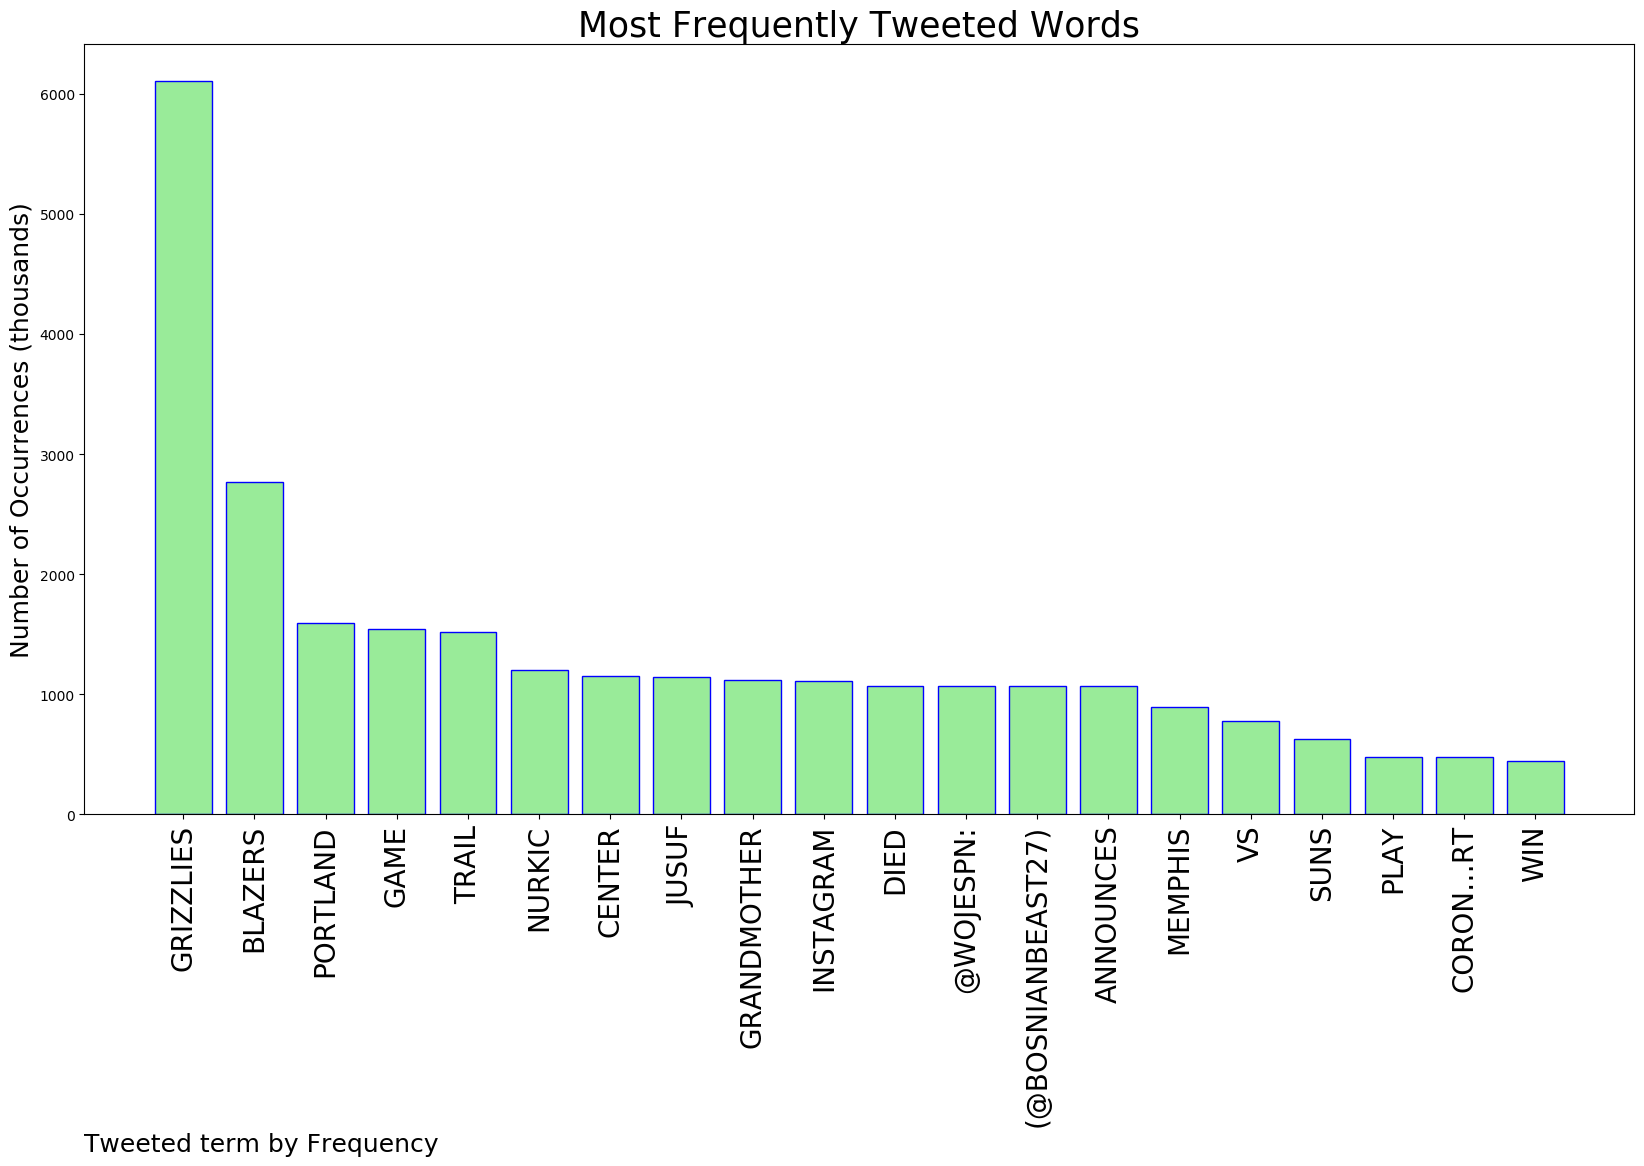 Most Frequently Tweeted Words
Number of Occurrences (thousands)
6000
5000
4000
3000
2000
1000
0
GRIZZLIES
BLAZERS
PORTLAND
GAME
TRAIL
NURKIC
CENTER
JUSUF
GRANDMOTHER
INSTAGRAM
DIED
@WOJESPN:
(@BOSNIANBEAST27)
ANNOUNCES
MEMPHIS
VS
SUNS
PLAY
CORON...RT
WIN
Tweeted term by Frequency